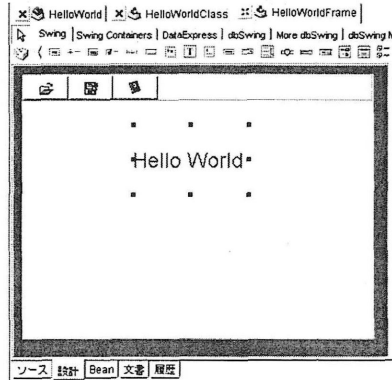 HelloWorld HelloWorldClass HelloWorldFrame
Swing Swing Containers DataExpress dbSwing More dbSwing dbSwing M
Hello World
ソース 設計 Bean 文書 履歴